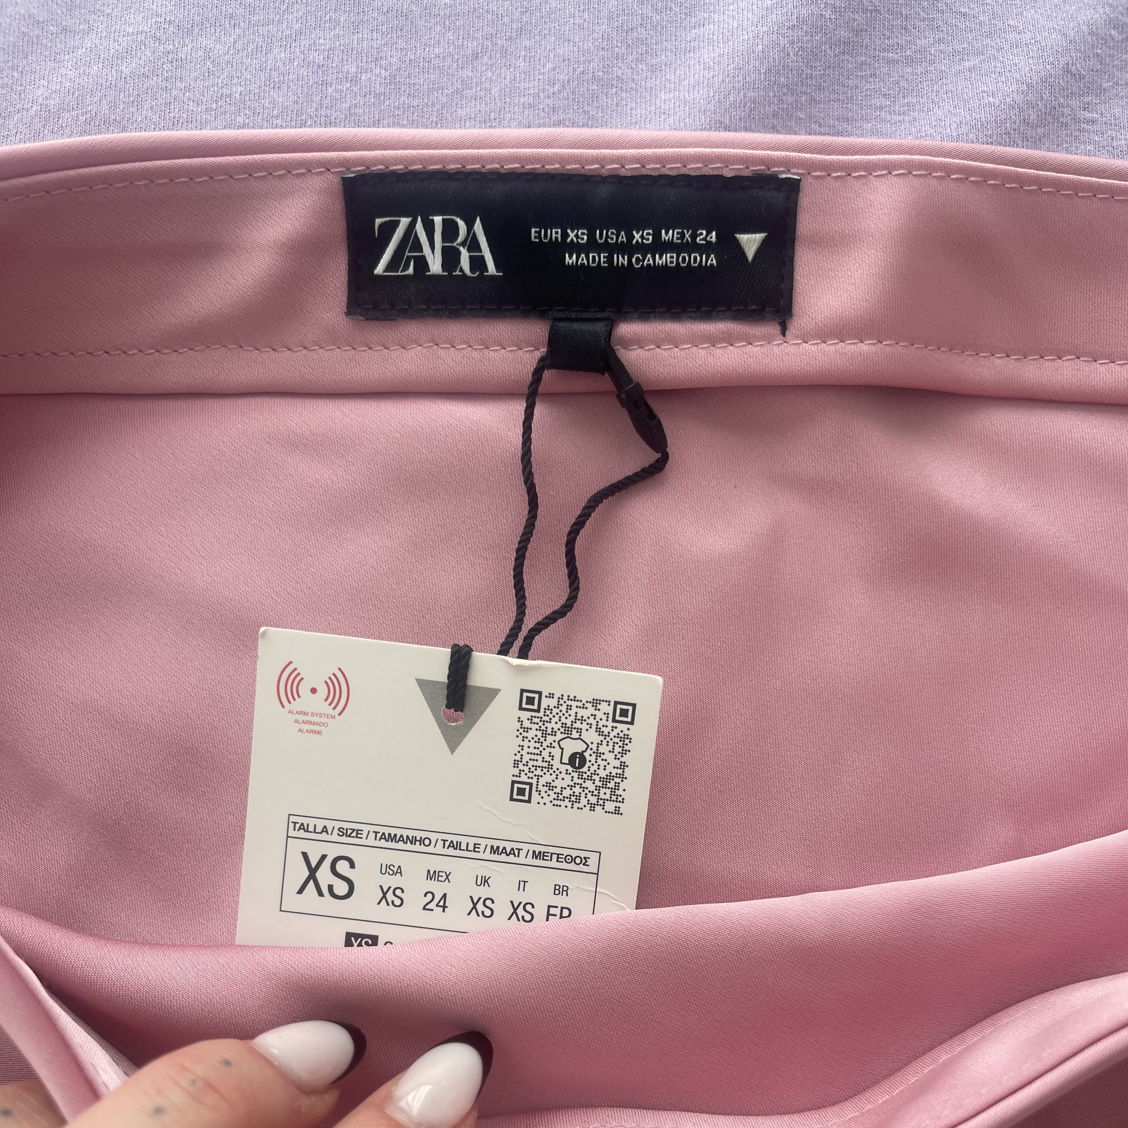 ZARA
EUR XS USA XS MEX 24
MADE IN CAMBODIA
ALARM SYSTEM
ALARMADO
ALARME
TALLA / SIZE / TAMANHO / TAILLE / MAAT / ΜΕΓΕΘΟΣ
XS
USA MEX UK IT BR
XS 24 XS XS
XS